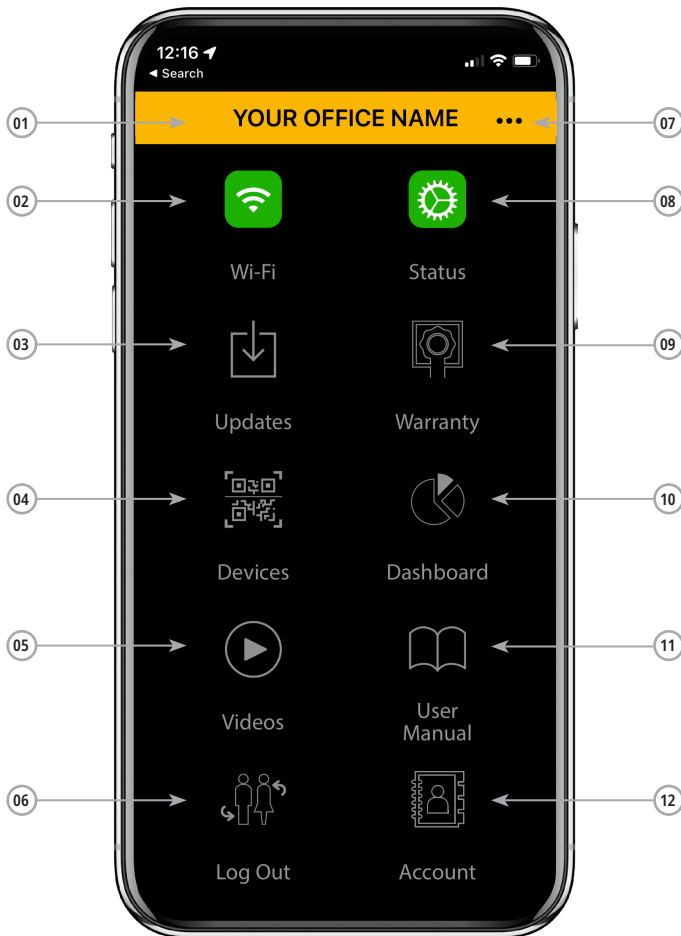 12:16
Search
01
YOUR OFFICE NAME
07
02
08
Wi-Fi
Status
03
09
Updates
Warranty
04
10
Devices
Dashboard
05
11
Videos
User
Manual
06
12
Log Out
Account